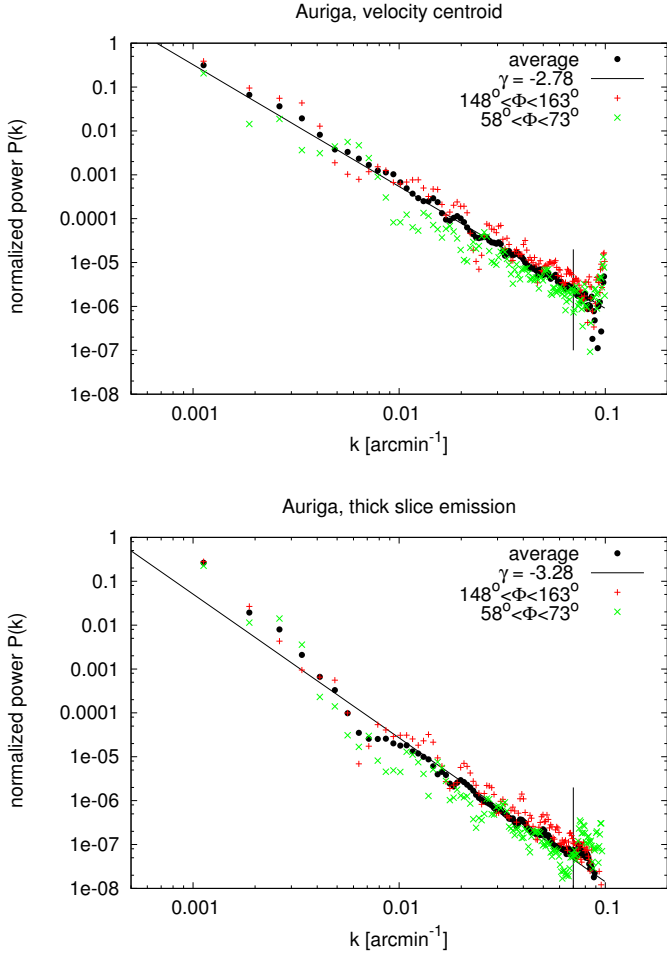 Auriga, velocity centroid
normalized power P(k)
1
0.1
0.01
0.001
0.0001
1e-05
1e-06
1e-07
1e-08
average
γ = -2.78
148°<Φ<163°
58°<Φ<73°
0.001
0.01
0.1
k [arcmin⁻¹]
Auriga, thick slice emission
normalized power P(k)
1
0.1
0.01
0.001
0.0001
1e-05
1e-06
1e-07
1e-08
average
γ = -3.28
148°<Φ<163°
58°<Φ<73°
0.001
0.01
0.1
k [arcmin⁻¹]